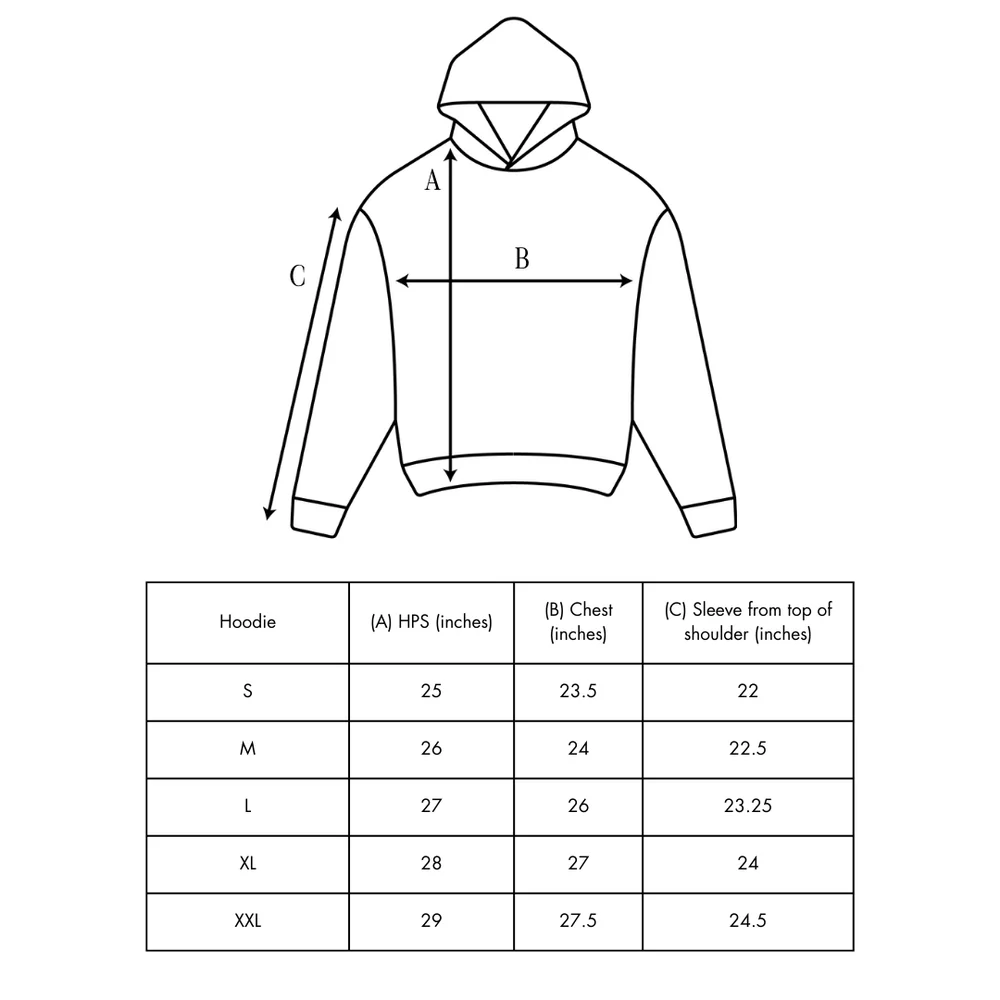 A
B
C
Hoodie
(A) HPS (inches)
(B) Chest
(inches)
(C) Sleeve from top of
shoulder (inches)
S 25 23.5 22
M 26 24 22.5
L 27 26 23.25
XL 28 27 24
XXL 29 27.5 24.5